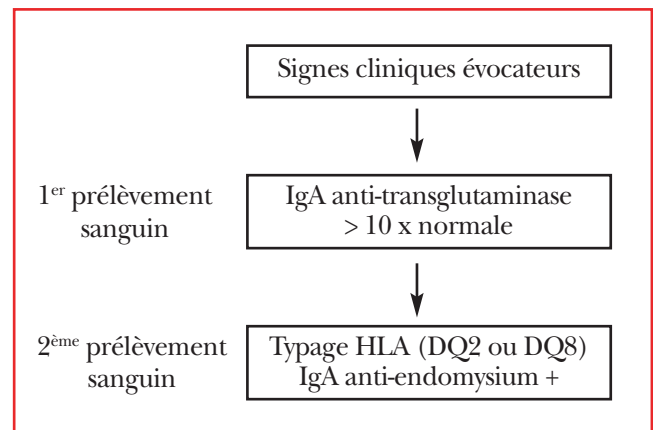 Signes cliniques évocateurs
1er prélèvement
sanguin
IgA anti-transglutaminase
> 10 x normale
2ème prélèvement
sanguin
Typage HLA (DQ2 ou DQ8)
IgA anti-endomysium +